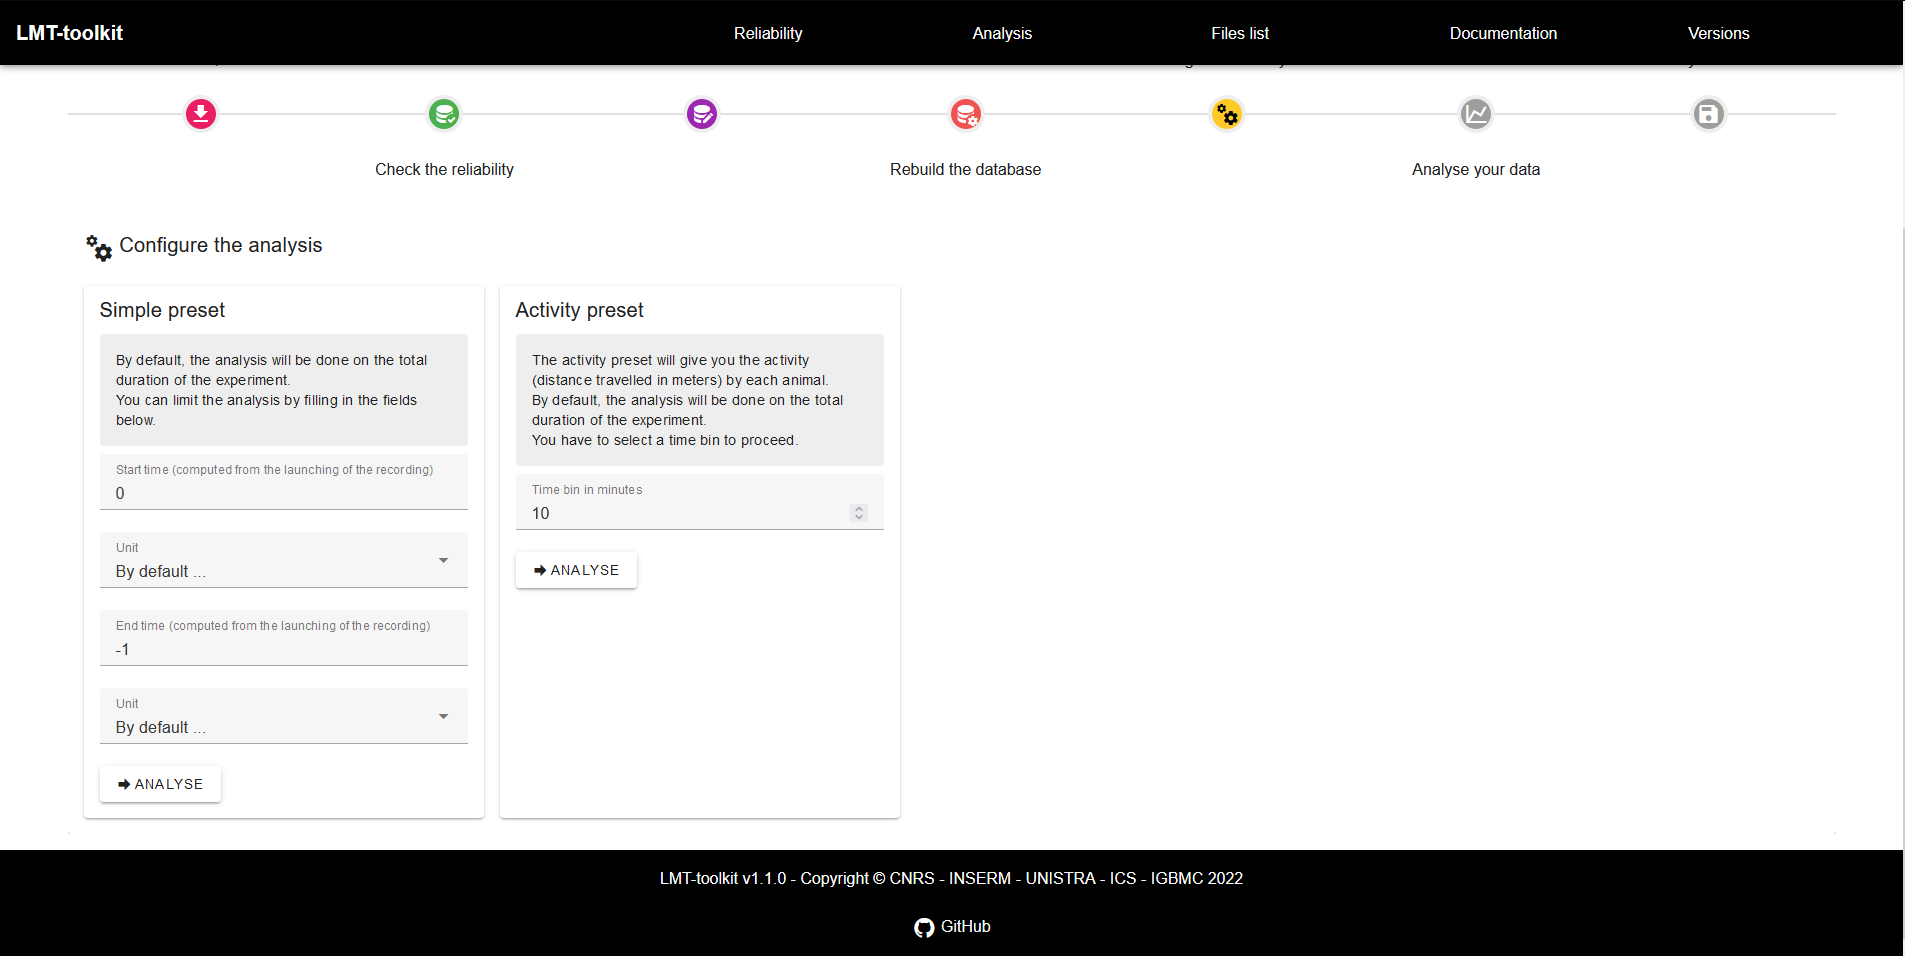 LMT-toolkit
Reliability
Analysis
Files list
Documentation
Versions
Check the reliability
Rebuild the database
Analyse your data
Configure the analysis
Simple preset
By default, the analysis will be done on the total
duration of the experiment.
You can limit the analysis by filling in the fields
below.
Start time (computed from the launching of the recording)
0
Unit
By default ...
End time (computed from the launching of the recording)
-1
Unit
By default ...
ANALYSE
Activity preset
The activity preset will give you the activity
(distance travelled in meters) by each animal.
By default, the analysis will be done on the total
duration of the experiment.
You have to select a time bin to proceed.
Time bin in minutes
10
ANALYSE
LMT-toolkit v1.1.0 - Copyright © CNRS - INSERM - UNISTRA - ICS - IGBMC 2022
GitHub